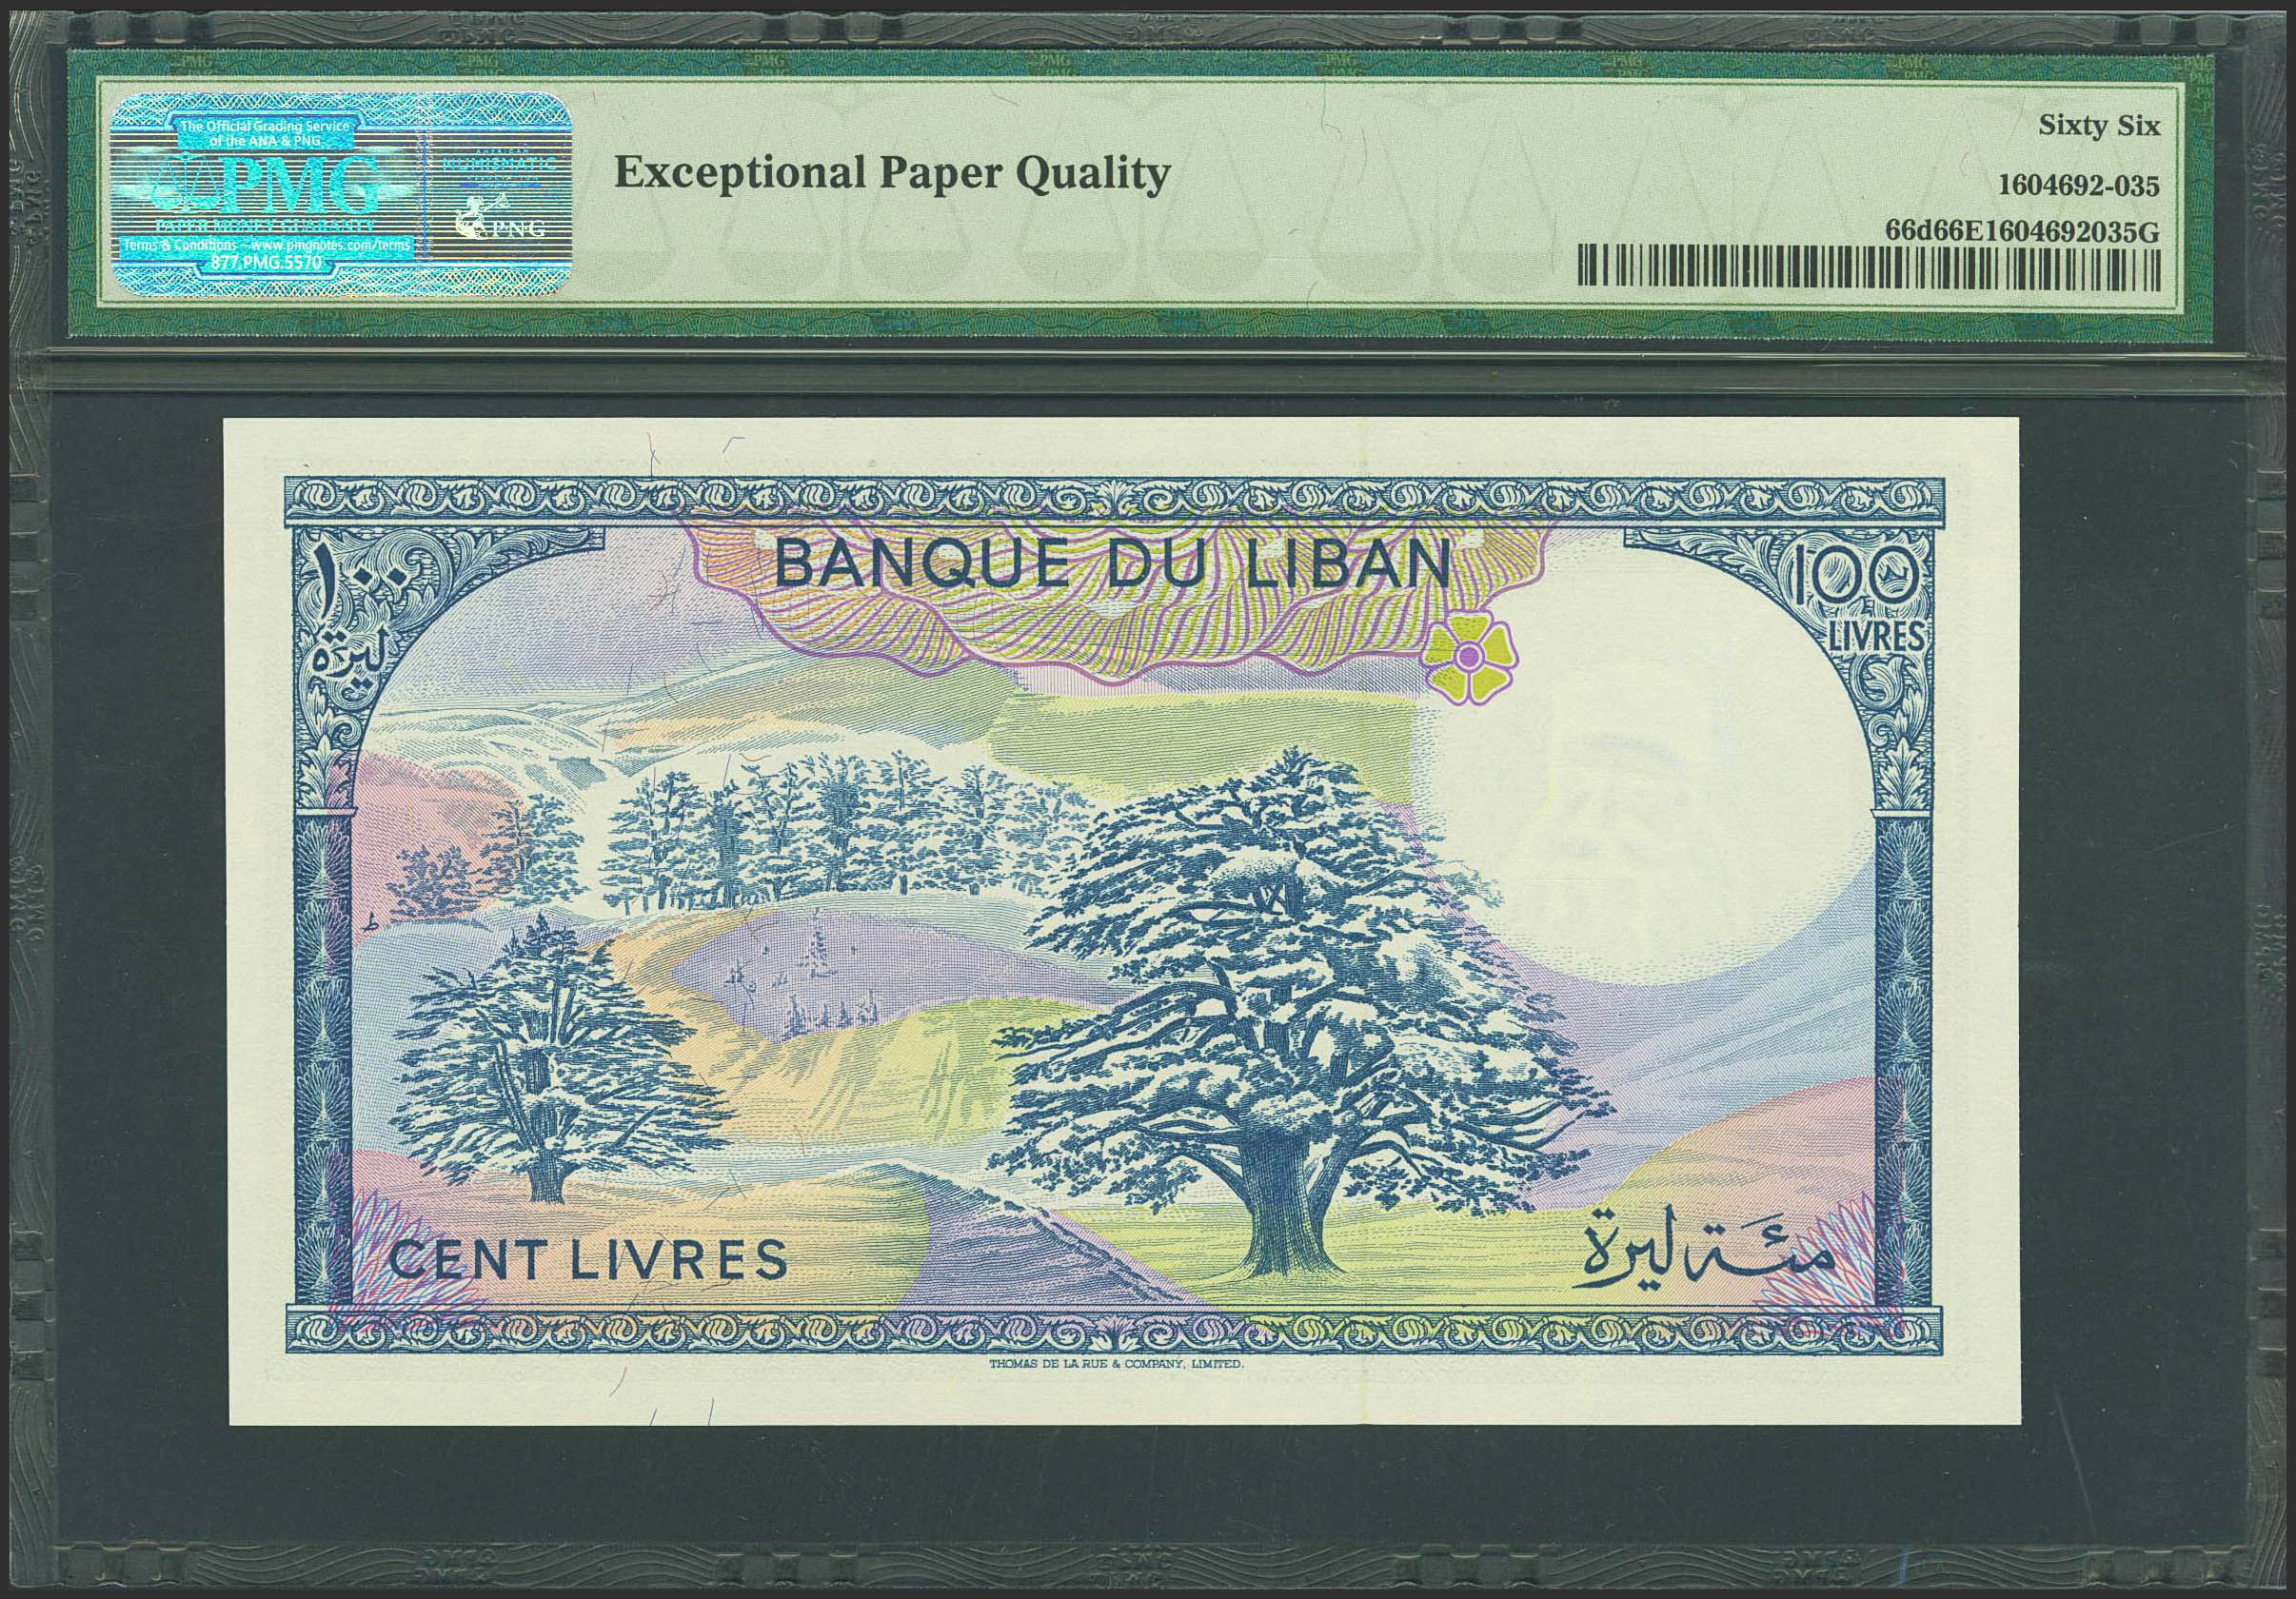 The Official Grading Service
of the ANA & PNG
PMG
PAPER MONEY GUARANTY
Terms & Conditions - www.pmgnotes.com/terms
877.PMG.5570
AMERICAN
NUMISMATIC
PNG
Exceptional Paper Quality
Sixty Six
1604692-035
66d66E1604692035G
BANQUE DU LIBAN
١٠٠
ليرة
100
LIVRES
CENT LIVRES
مئة ليرة
THOMAS DE LA RUE & COMPANY, LIMITED.